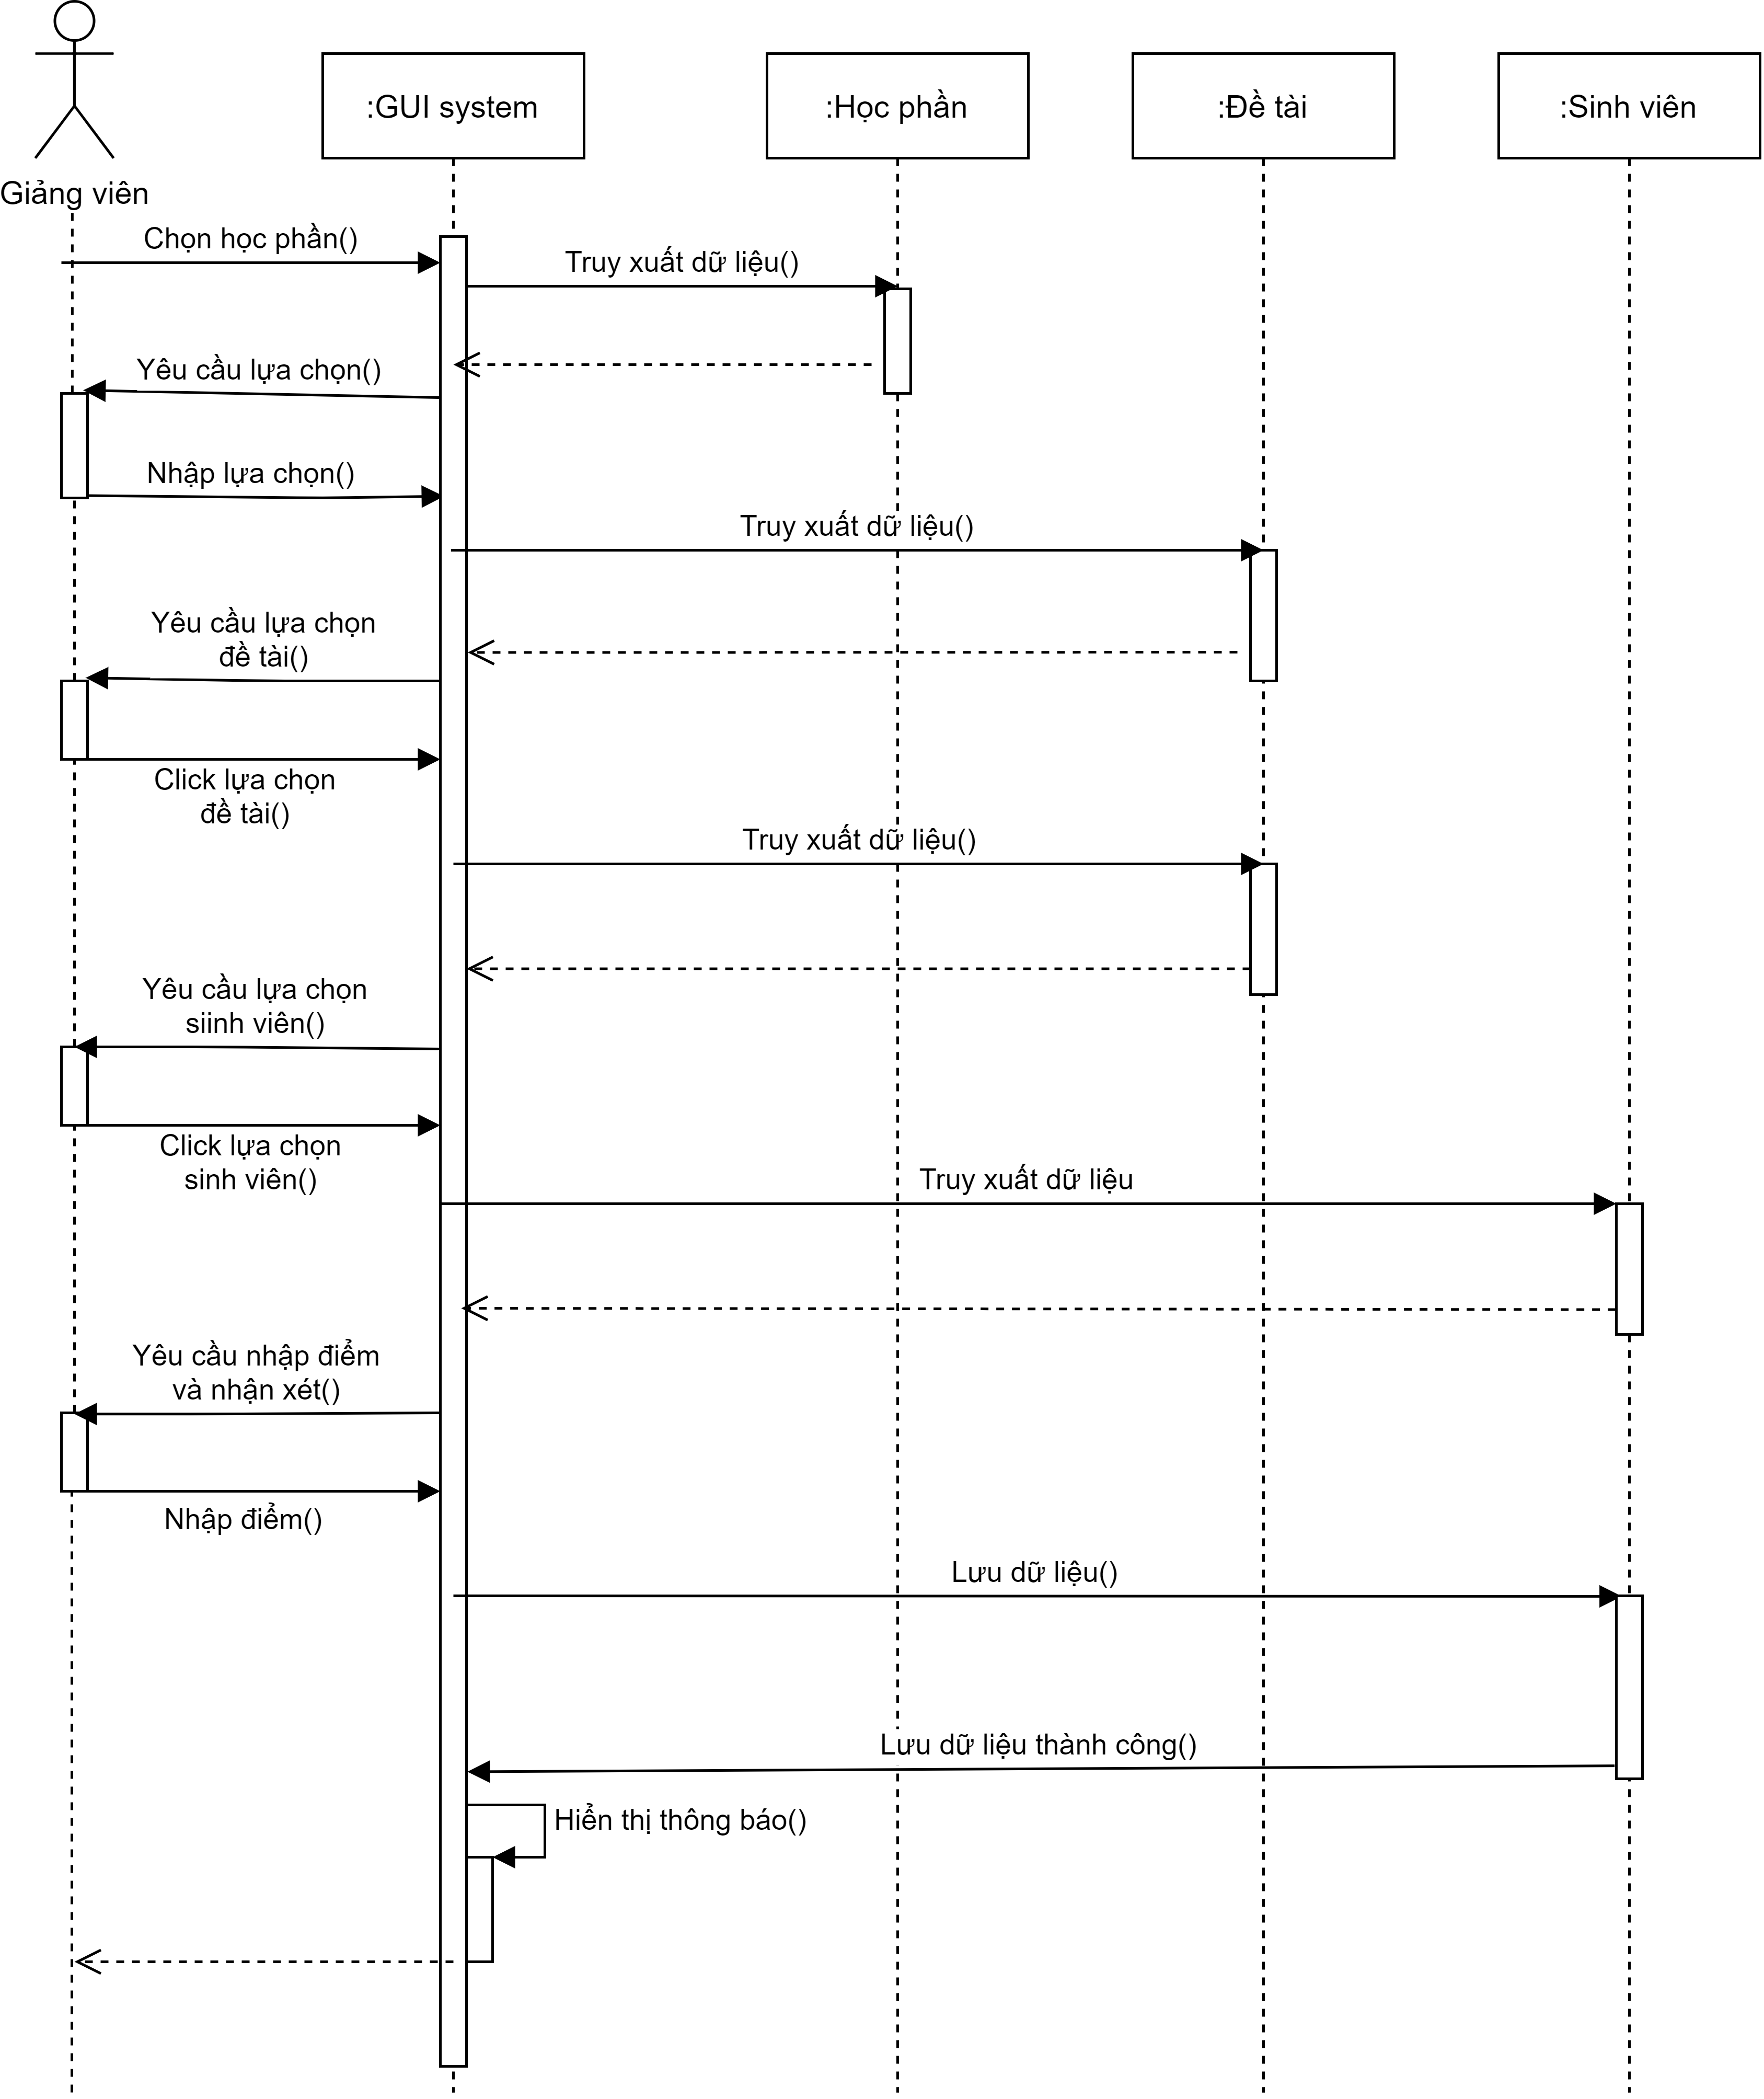 :GUI system
:Học phần
:Đề tài
:Sinh viên
Giảng viên
Chọn học phần()
Truy xuất dữ liệu()
Yêu cầu lựa chọn()
Nhập lựa chọn()
Truy xuất dữ liệu()
Yêu cầu lựa chọn
đề tài()
Click lựa chọn
đề tài()
Truy xuất dữ liệu()
Yêu cầu lựa chọn
siinh viên()
Click lựa chọn
sinh viên()
Truy xuất dữ liệu
Yêu cầu nhập điểm
và nhận xét()
Nhập điểm()
Lưu dữ liệu()
Lưu dữ liệu thành công()
Hiển thị thông báo()